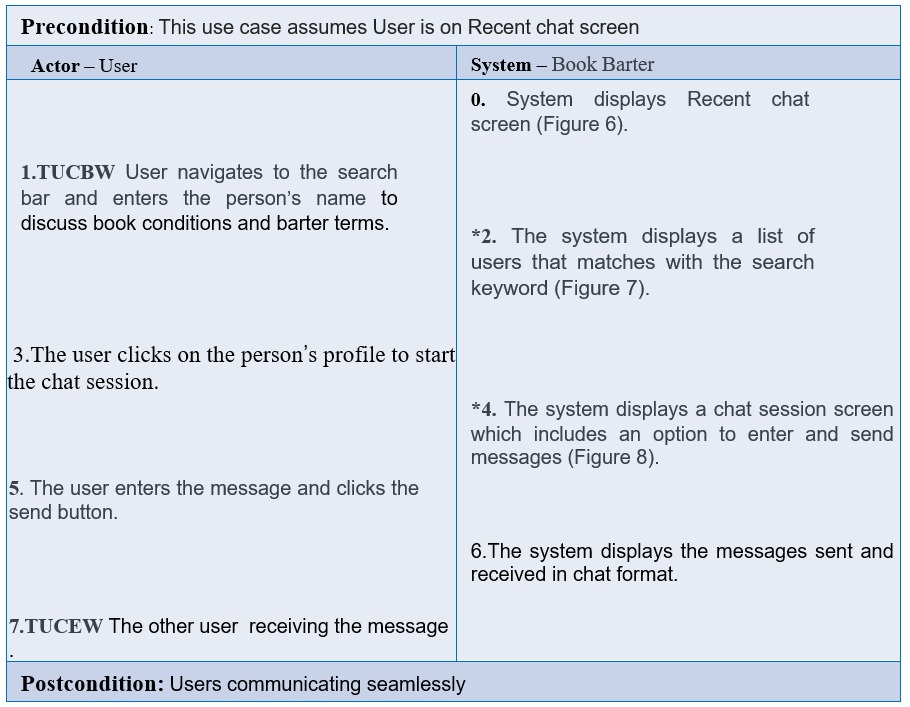 Precondition: This use case assumes User is on Recent chat screen
Actor – User
System – Book Barter
0. System displays Recent chat
screen (Figure 6).
1.TUCBW User navigates to the search
bar and enters the person's name to
discuss book conditions and barter terms.
*2. The system displays a list of
users that matches with the search
keyword (Figure 7).
3.The user clicks on the person's profile to start
the chat session.
*4. The system displays a chat session screen
which includes an option to enter and send
messages (Figure 8).
5. The user enters the message and clicks the
send button.
6.The system displays the messages sent and
received in chat format.
7.TUCEW The other user receiving the message
.
Postcondition: Users communicating seamlessly